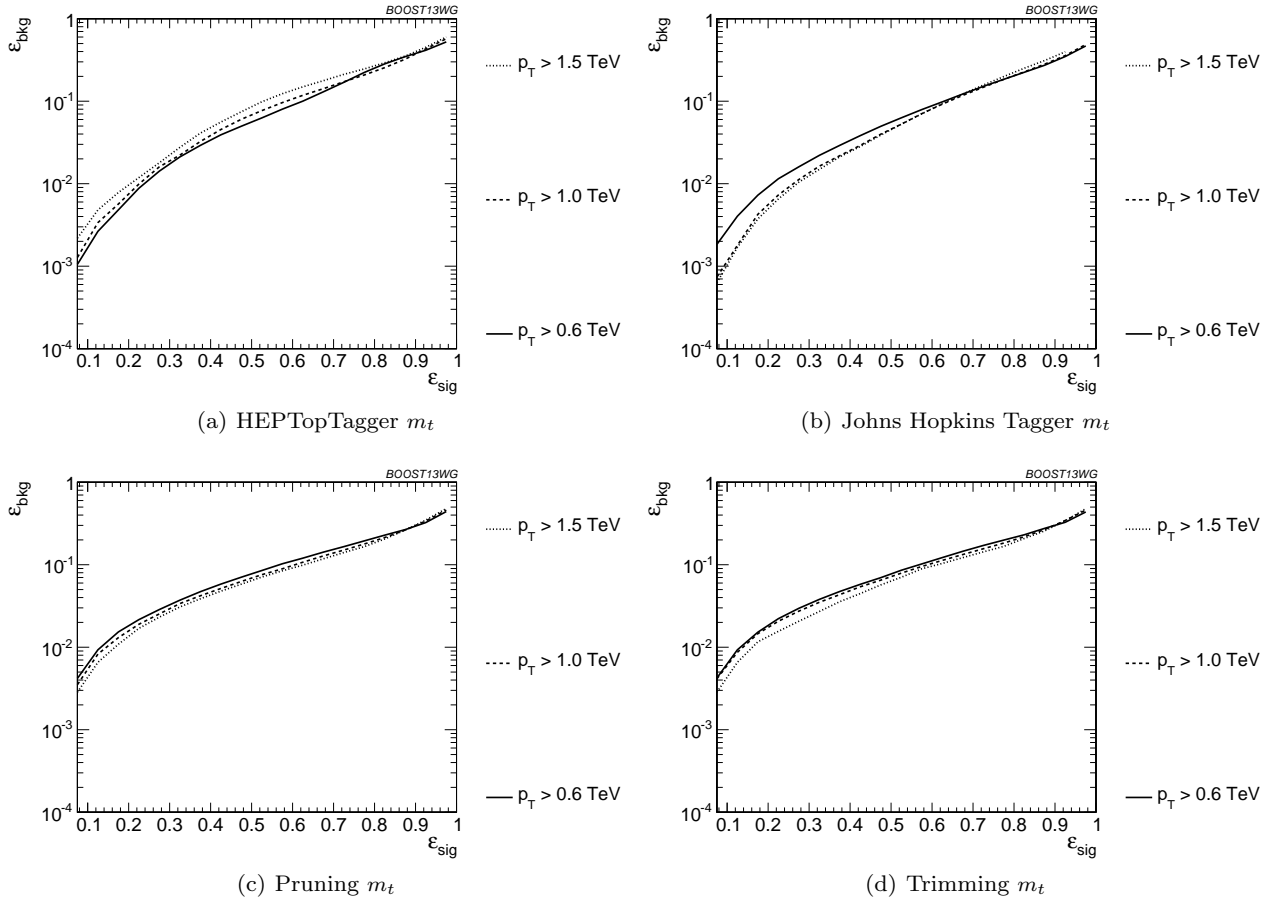 BOOST13WG
ε_bkg
1
10^-1
10^-2
10^-3
10^-4
0.1 0.2 0.3 0.4 0.5 0.6 0.7 0.8 0.9 1
ε_sig
p_T > 1.5 TeV
p_T > 1.0 TeV
p_T > 0.6 TeV
(a) HEPTopTagger m_t
BOOST13WG
ε_bkg
1
10^-1
10^-2
10^-3
10^-4
0.1 0.2 0.3 0.4 0.5 0.6 0.7 0.8 0.9 1
ε_sig
p_T > 1.5 TeV
p_T > 1.0 TeV
p_T > 0.6 TeV
(b) Johns Hopkins Tagger m_t
BOOST13WG
ε_bkg
1
10^-1
10^-2
10^-3
10^-4
0.1 0.2 0.3 0.4 0.5 0.6 0.7 0.8 0.9 1
ε_sig
p_T > 1.5 TeV
p_T > 1.0 TeV
p_T > 0.6 TeV
(c) Pruning m_t
BOOST13WG
ε_bkg
1
10^-1
10^-2
10^-3
10^-4
0.1 0.2 0.3 0.4 0.5 0.6 0.7 0.8 0.9 1
ε_sig
p_T > 1.5 TeV
p_T > 1.0 TeV
p_T > 0.6 TeV
(d) Trimming m_t